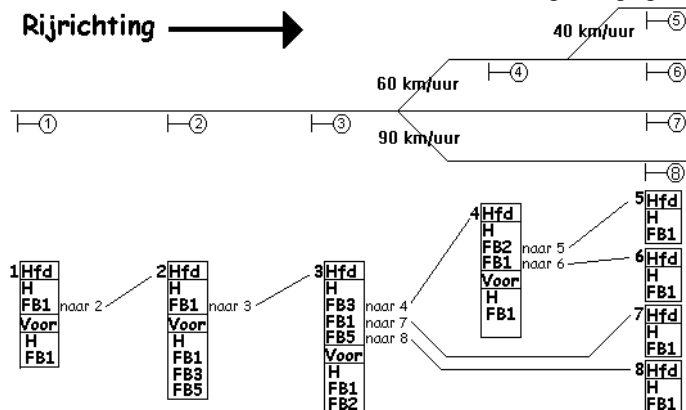 Rijrichting
40 km/uur
5
60 km/uur
4
6
1
2
3
7
90 km/uur
8
1 Hfd
H
FB1 naar 2
Voor
H
FB1
2 Hfd
H
FB1 naar 3
Voor
H
FB1
FB3
FB5
3 Hfd
H
FB3 naar 4
FB1 naar 7
FB5 naar 8
Voor
H
FB1
FB2
4 Hfd
H
FB2 naar 5
FB1 naar 6
Voor
H
FB1
5 Hfd
H
FB1
6 Hfd
H
FB1
7 Hfd
H
FB1
8 Hfd
H
FB1